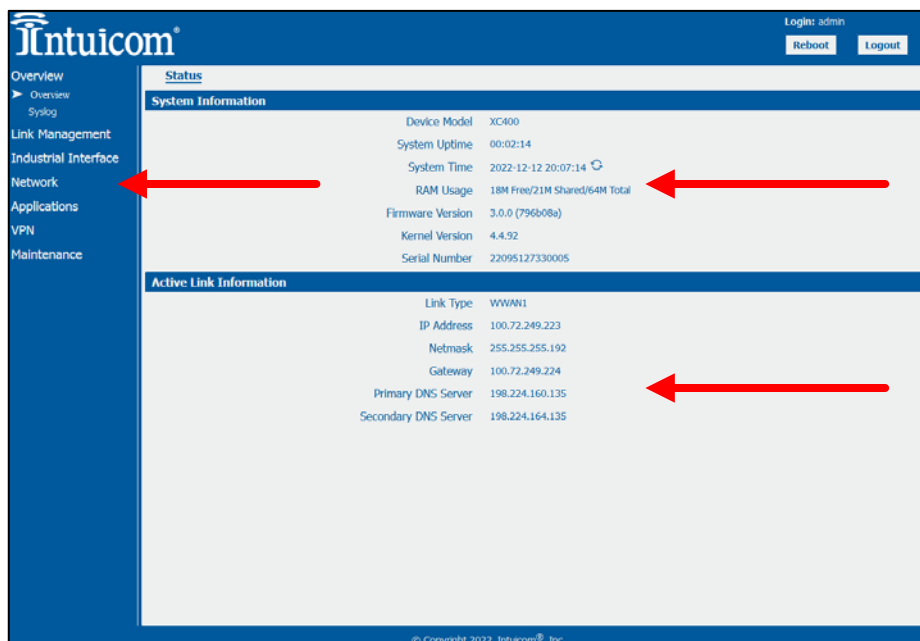 Intuicom®
Login: admin
Reboot Logout
Overview
Overview
Syslog
Link Management
Industrial Interface
Network
Applications
VPN
Maintenance
Status
System Information
Device Model XC400
System Uptime 00:02:14
System Time 2022-12-12 20:07:14
RAM Usage 18M Free/21M Shared/64M Total
Firmware Version 3.0.0 (796b08a)
Kernel Version 4.4.92
Serial Number 22095127330005
Active Link Information
Link Type WWAN1
IP Address 100.72.249.223
Netmask 255.255.255.192
Gateway 100.72.249.224
Primary DNS Server 198.224.160.135
Secondary DNS Server 198.224.164.135
© Copyright 2022, Intuicom®, Inc